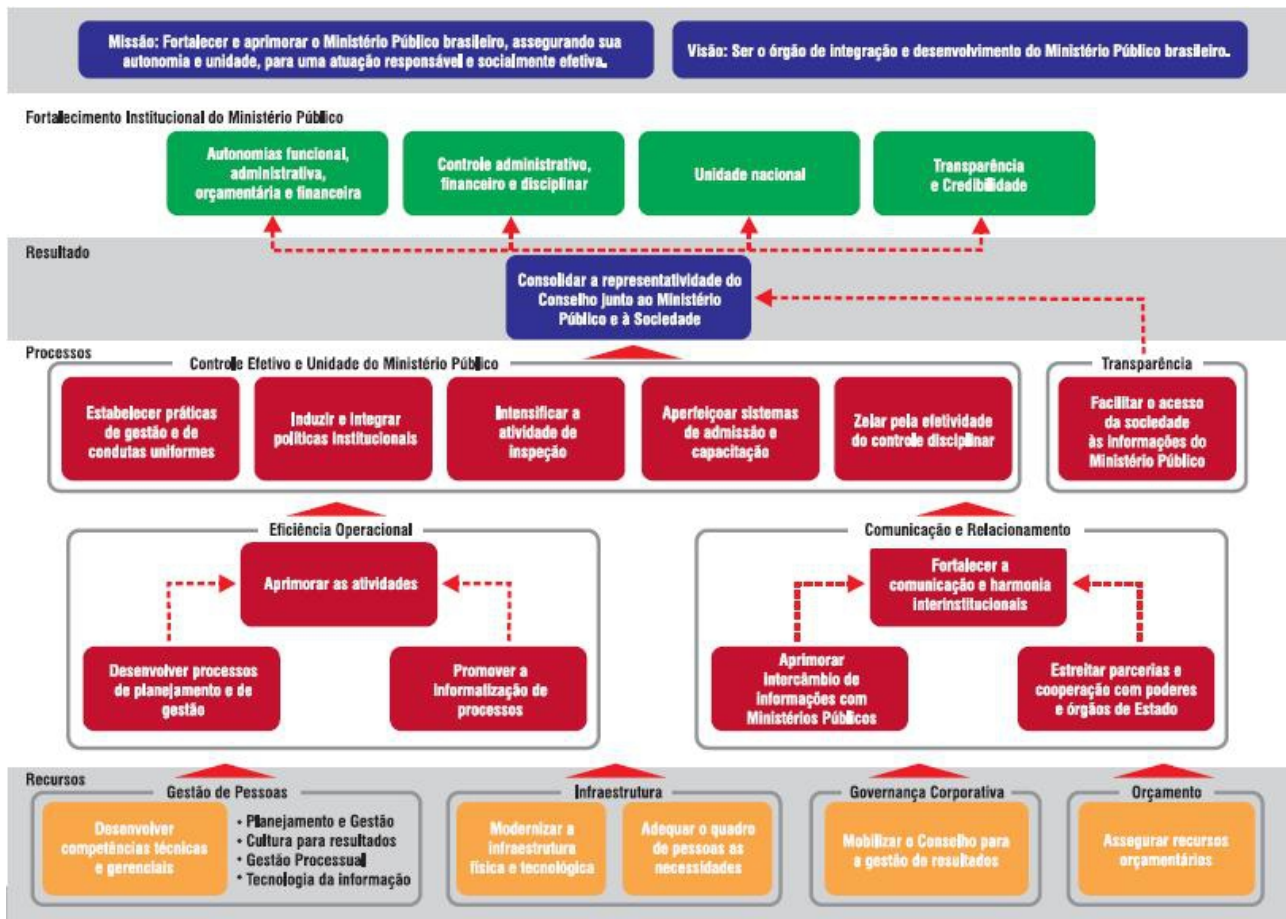 Missão: Fortalecer e aprimorar o Ministério Público brasileiro, assegurando sua
autonomia e unidade, para uma atuação responsável e socialmente efetiva.
Visão: Ser o órgão de integração e desenvolvimento do Ministério Público brasileiro.
Fortalecimento Institucional do Ministério Público
Autonomias funcional,
administrativa,
orçamentária e financeira
Controle administrativo,
financeiro e disciplinar
Unidade nacional
Transparência
e Credibilidade
Resultado
Consolidar a representatividade do
Conselho junto ao Ministério
Público e à Sociedade
Processos
Controle Efetivo e Unidade do Ministério Público
Estabelecer práticas
de gestão e de
condutas uniformes
Induzir e integrar
políticas institucionais
Intensificar a
atividade de
inspeção
Aperfeiçoar sistemas
de admissão e
capacitação
Zelar pela efetividade
do controle disciplinar
Transparência
Facilitar o acesso
da sociedade
às informações do
Ministério Público
Eficiência Operacional
Aprimorar as atividades
Desenvolver processos
de planejamento e de
gestão
Promover a
informalização de
processos
Comunicação e Relacionamento
Fortalecer a
comunicação e harmonia
interinstitucionais
Aprimorar
intercâmbio de
informações com
Ministérios Públicos
Estreitar parcerias e
cooperação com poderes
e órgãos de Estado
Recursos
Gestão de Pessoas
Desenvolver
competências técnicas
e gerenciais
• Planejamento e Gestão
• Cultura para resultados
• Gestão Processual
• Tecnologia da informação
Infraestrutura
Modernizar a
infraestrutura
física e tecnológica
Adequar o quadro
de pessoas as
necessidades
Governança Corporativa
Mobilizar o Conselho para
a gestão de resultados
Orçamento
Assegurar recursos
orçamentários